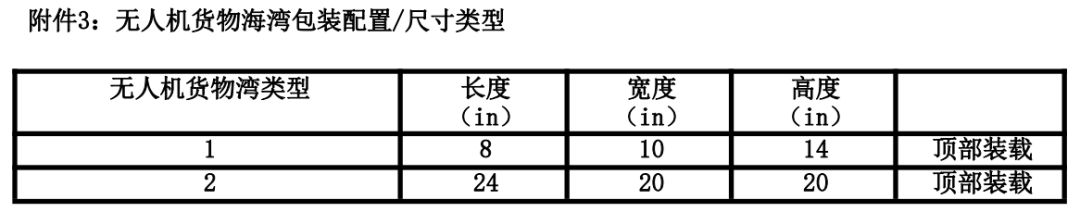 附件3：无人机货物海湾包装配置/尺寸类型
无人机货物湾类型 长度（in） 宽度（in） 高度（in）
1 8 10 14 顶部装载
2 24 20 20 顶部装载